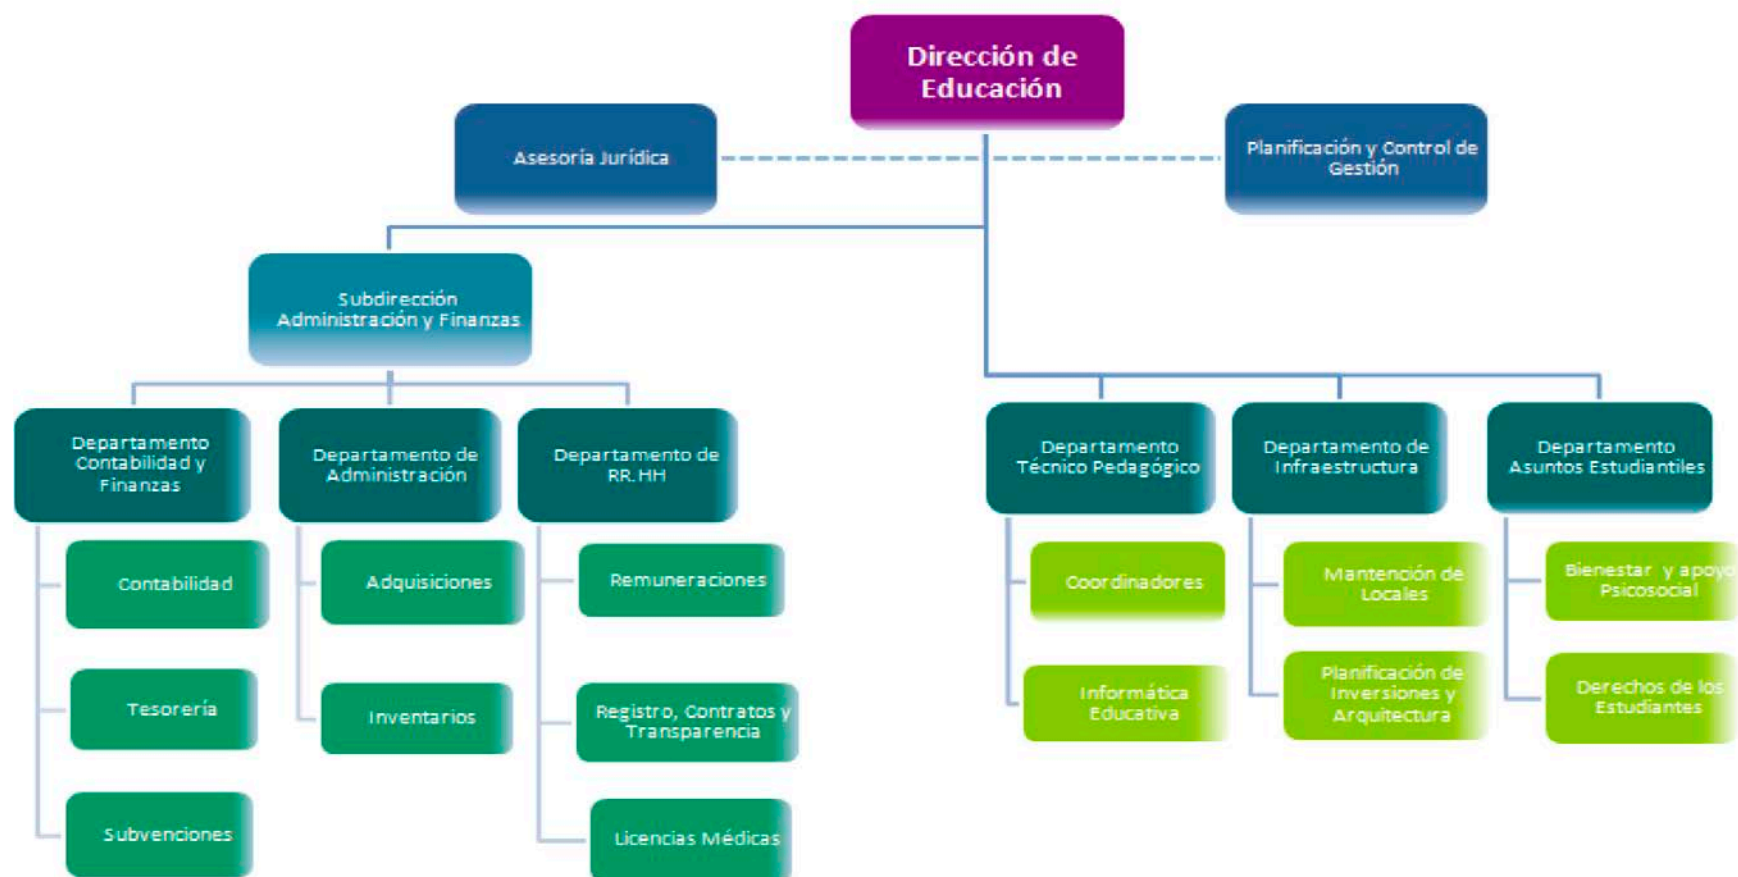 Dirección de
Educación
Asesoría Jurídica
Planificación y Control de
Gestión
Subdirección
Administración y Finanzas
Departamento
Contabilidad y
Finanzas
Departamento de
Administración
Departamento de
RR.HH
Departamento
Técnico Pedagógico
Departamento de
Infraestructura
Departamento
Asuntos Estudiantiles
Contabilidad
Tesorería
Subvenciones
Adquisiciones
Inventarios
Remuneraciones
Registro, Contratos y
Transparencia
Licencias Médicas
Coordinadores
Informática
Educativa
Mantención de
Locales
Planificación de
Inversiones y
Arquitectura
Bienestar y apoyo
Psicosocial
Derechos de los
Estudiantes